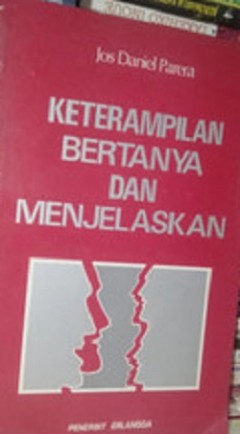 Jos Daniel Parera
KETERAMPILAN
BERTANYA
DAN
MENJELASKAN
PENERBIT ERLANGGA